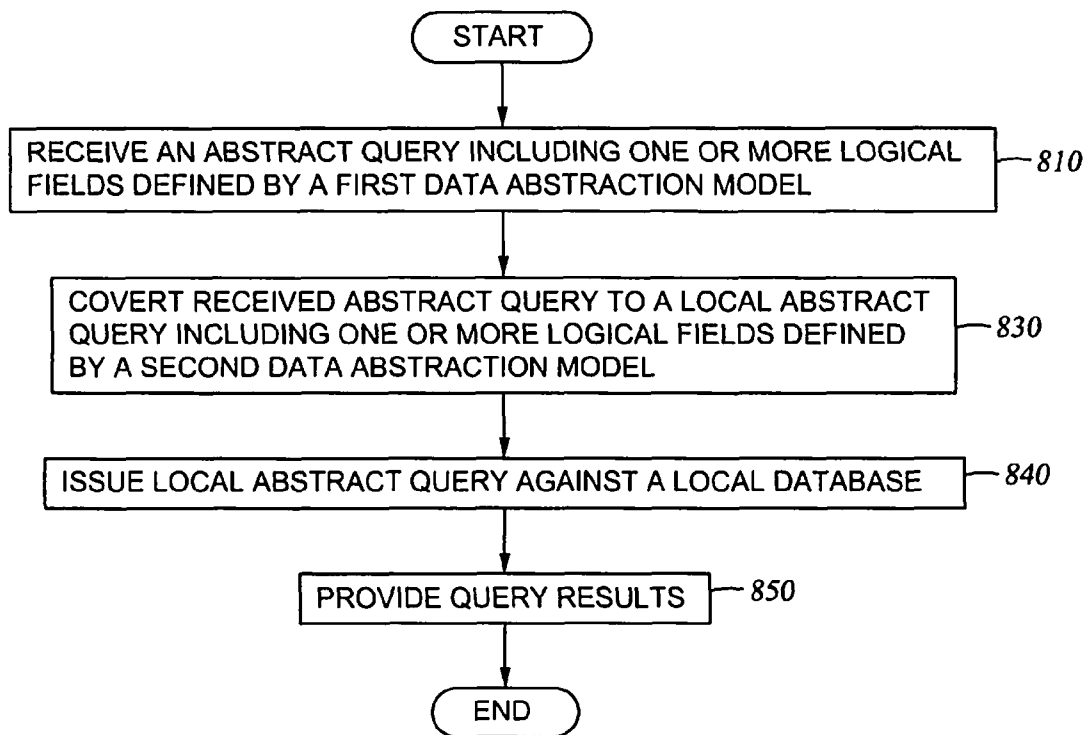 START
RECEIVE AN ABSTRACT QUERY INCLUDING ONE OR MORE LOGICAL
FIELDS DEFINED BY A FIRST DATA ABSTRACTION MODEL
810
COVERT RECEIVED ABSTRACT QUERY TO A LOCAL ABSTRACT
QUERY INCLUDING ONE OR MORE LOGICAL FIELDS DEFINED
BY A SECOND DATA ABSTRACTION MODEL
830
ISSUE LOCAL ABSTRACT QUERY AGAINST A LOCAL DATABASE
840
PROVIDE QUERY RESULTS
850
END